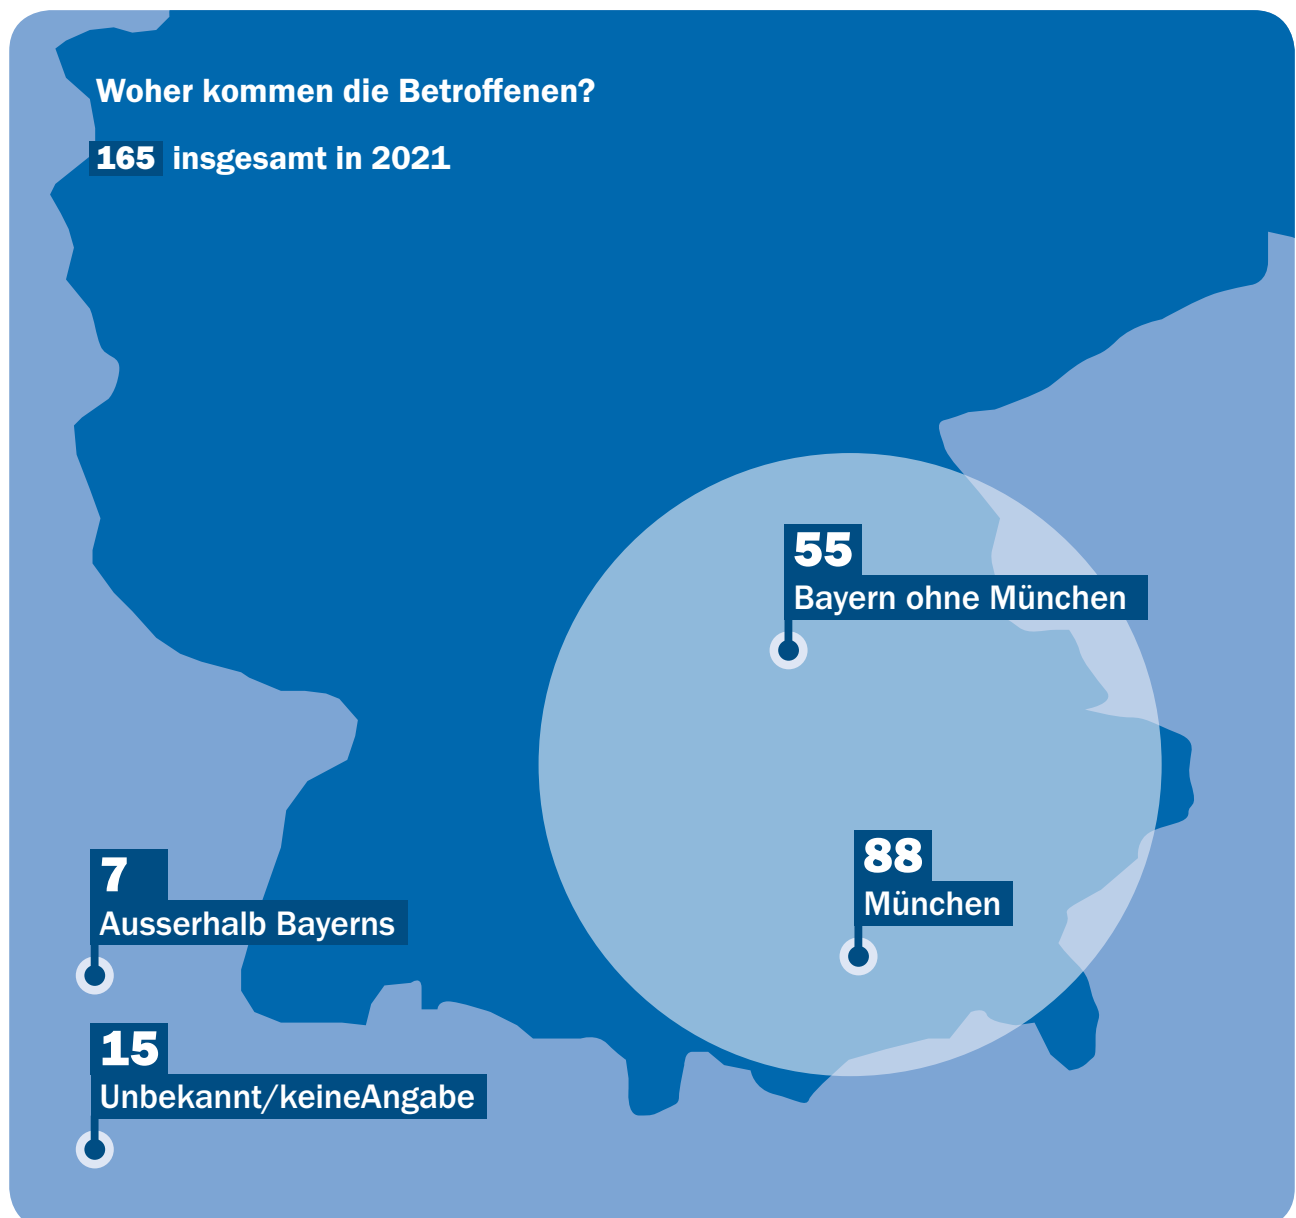 Woher kommen die Betroffenen?
165 insgesamt in 2021
55
Bayern ohne München
88
München
7
Ausserhalb Bayerns
15
Unbekannt/keineAngabe